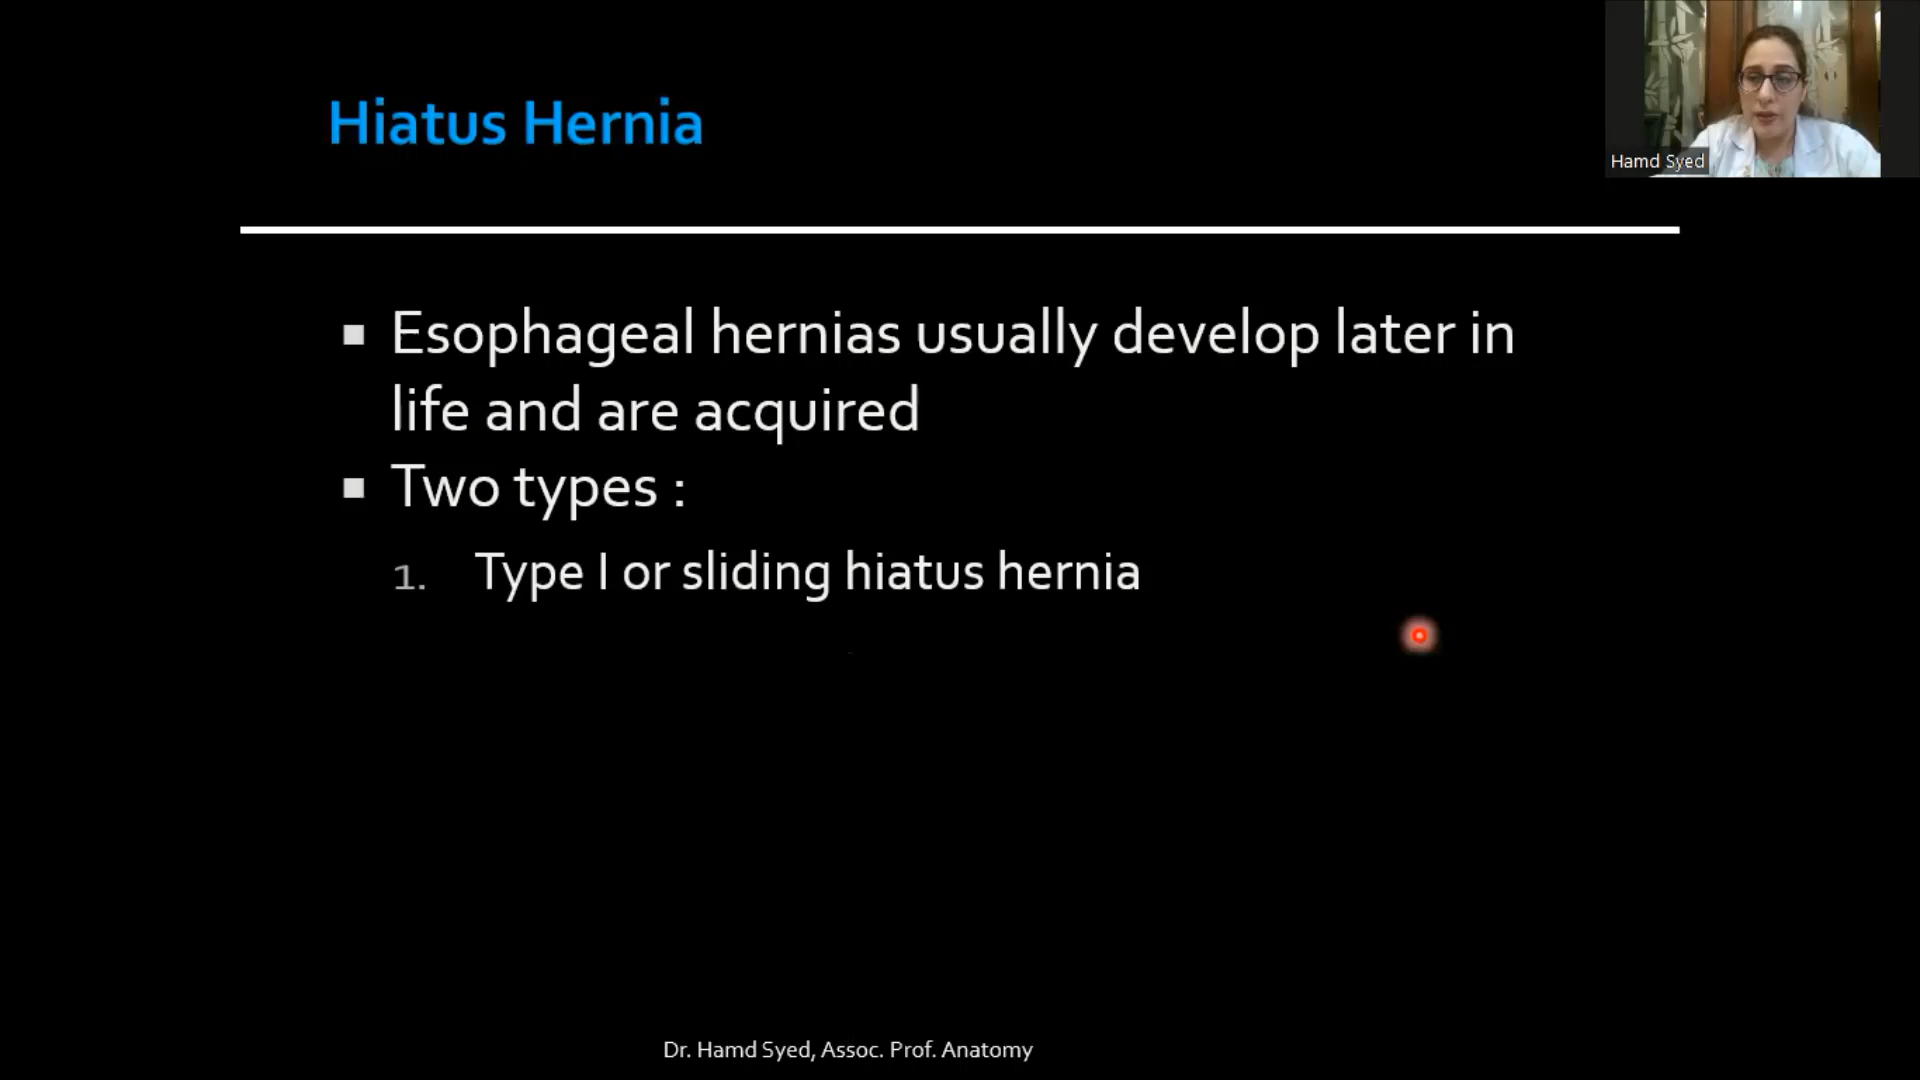 Hiatus Hernia
Hamd Syed
■ Esophageal hernias usually develop later in
life and are acquired
■ Two types :
1. Type I or sliding hiatus hernia
Dr. Hamd Syed, Assoc. Prof. Anatomy